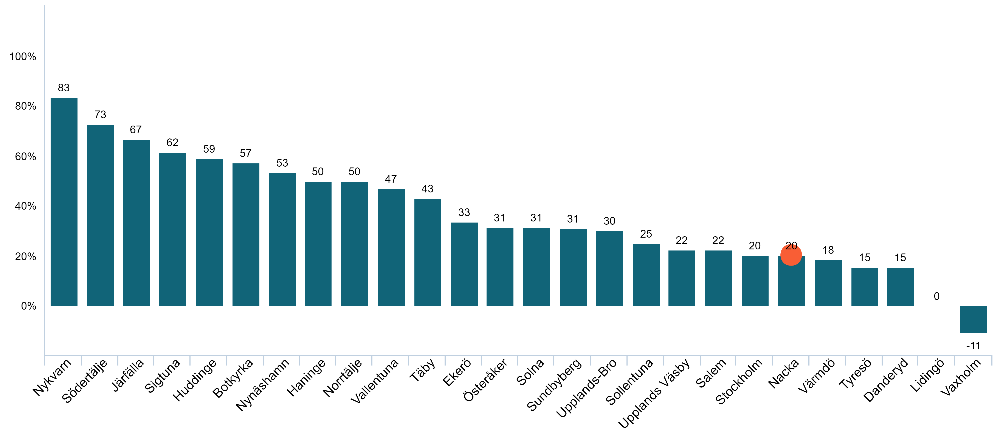 100%
80%
60%
40%
20%
0%
83
73
67
62
59
57
53
50
50
47
43
33
31
31
31
30
25
22
22
20
20
18
15
15
0
-11
Nykvarn
Södertälje
Järfälla
Sigtuna
Huddinge
Botkyrka
Nynäshamn
Haninge
Norrtälje
Vallentuna
Täby
Ekerö
Österåker
Solna
Sundbyberg
Upplands-Bro
Sollentuna
Upplands Väsby
Salem
Stockholm
Nacka
Värmdö
Tyresö
Danderyd
Lidingö
Vaxholm